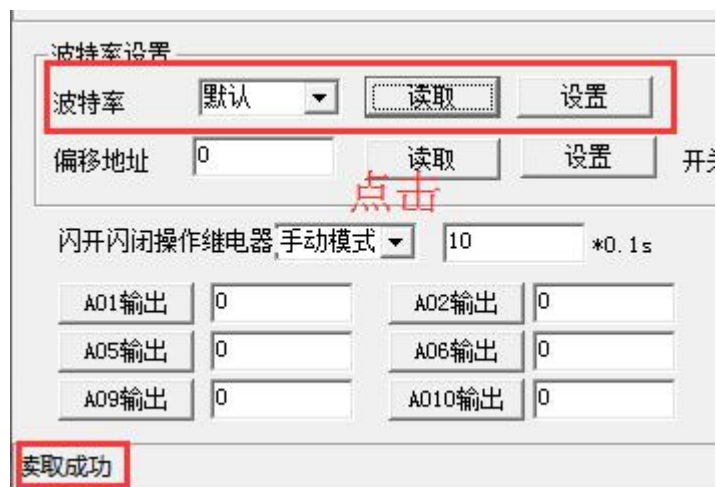 波特率设置
波特率 默认 读取 设置
偏移地址 0 读取 设置 开关
点击
闪开闪闭操作继电器 手动模式 10 *0.1s
A01输出 0 A02输出 0
A05输出 0 A06输出 0
A09输出 0 A010输出 0
读取成功